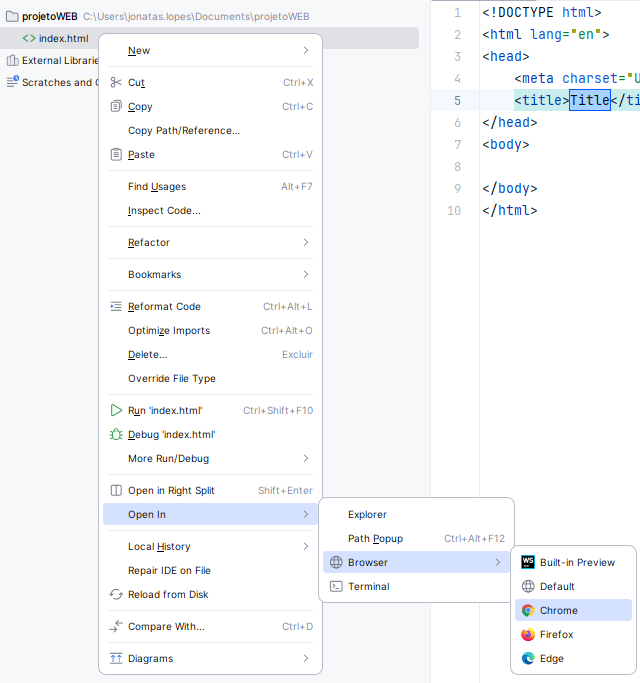 projetoWEB C:\Users\jonatas.lopes\Documents\projetoWEB
index.html
External Librarie
Scratches and C
New
Cut Ctrl+X
Copy Ctrl+C
Copy Path/Reference...
Paste Ctrl+V
Find Usages Alt+F7
Inspect Code...
Refactor
Bookmarks
Reformat Code Ctrl+Alt+L
Optimize Imports Ctrl+Alt+O
Delete... Excluir
Override File Type
Run 'index.html' Ctrl+Shift+F10
Debug 'index.html'
More Run/Debug
Open in Right Split Shift+Enter
Open In
Local History
Repair IDE on File
Reload from Disk
Compare With... Ctrl+D
Diagrams
Explorer
Path Popup Ctrl+Alt+F12
Browser
Terminal
WS Built-in Preview
Default
Chrome
Firefox
Edge
1 <!DOCTYPE html>
2 <html lang="en">
3 <head>
4 <meta charset="U
5 <title>Title</ti
6 </head>
7 <body>
8
9 </body>
10 </html>